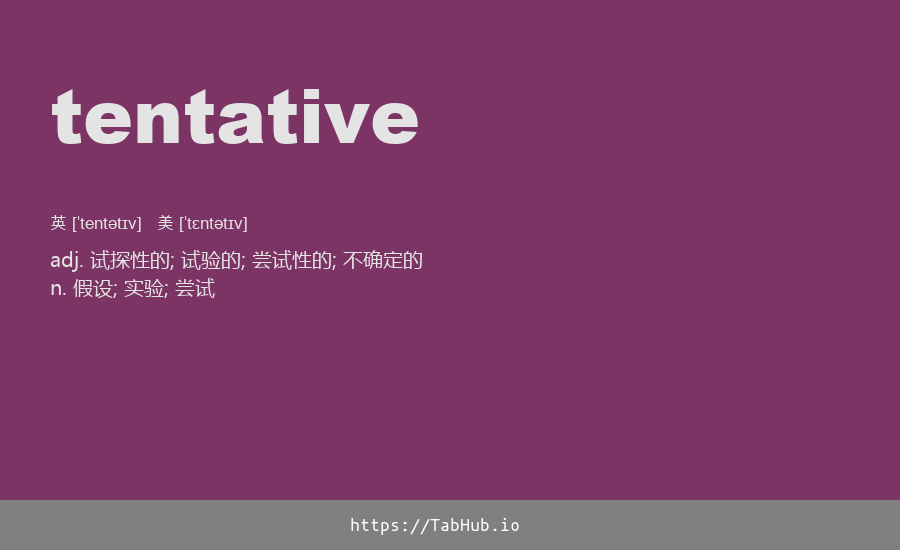 tentative
英 [ˈtentətɪv] 美 [ˈtɛntətɪv]
adj. 试探性的; 试验的; 尝试性的; 不确定的
n. 假设; 实验; 尝试
https://TabHub.io